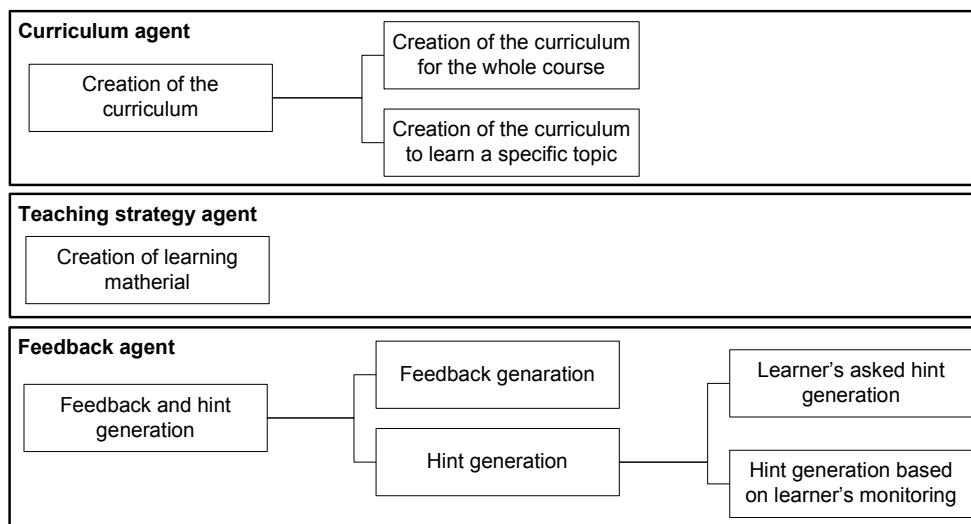 Curriculum agent
Creation of the
curriculum
Creation of the curriculum
for the whole course
Creation of the curriculum
to learn a specific topic
Teaching strategy agent
Creation of learning
matherial
Feedback agent
Feedback and hint
generation
Feedback genaration
Hint generation
Learner's asked hint
generation
Hint generation based
on learner's monitoring